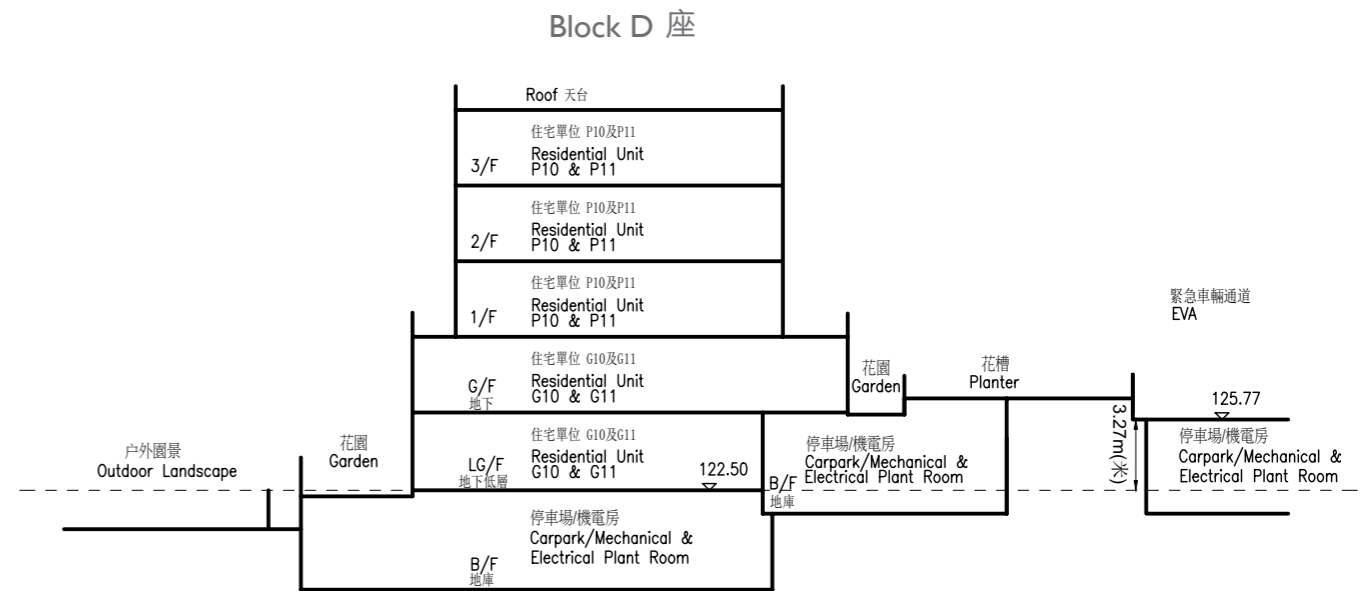 Block D 座
Roof 天台
住宅單位 P10及P11
3/F
Residential Unit
P10 & P11
住宅單位 P10及P11
2/F
Residential Unit
P10 & P11
住宅單位 P10及P11
1/F
Residential Unit
P10 & P11
緊急車輛通道
EVA
住宅單位 G10及G11
G/F
地下
Residential Unit
G10 & G11
花園
Garden
花槽
Planter
125.77
3.27m(米)
户外園景
Outdoor Landscape
花園
Garden
住宅單位 G10及G11
LG/F
地下低層
Residential Unit
G10 & G11
122.50
B/F
地庫
停車場/機電房
Carpark/Mechanical &
Electrical Plant Room
停車場/機電房
Carpark/Mechanical &
Electrical Plant Room
停車場/機電房
Carpark/Mechanical &
Electrical Plant Room
B/F
地庫